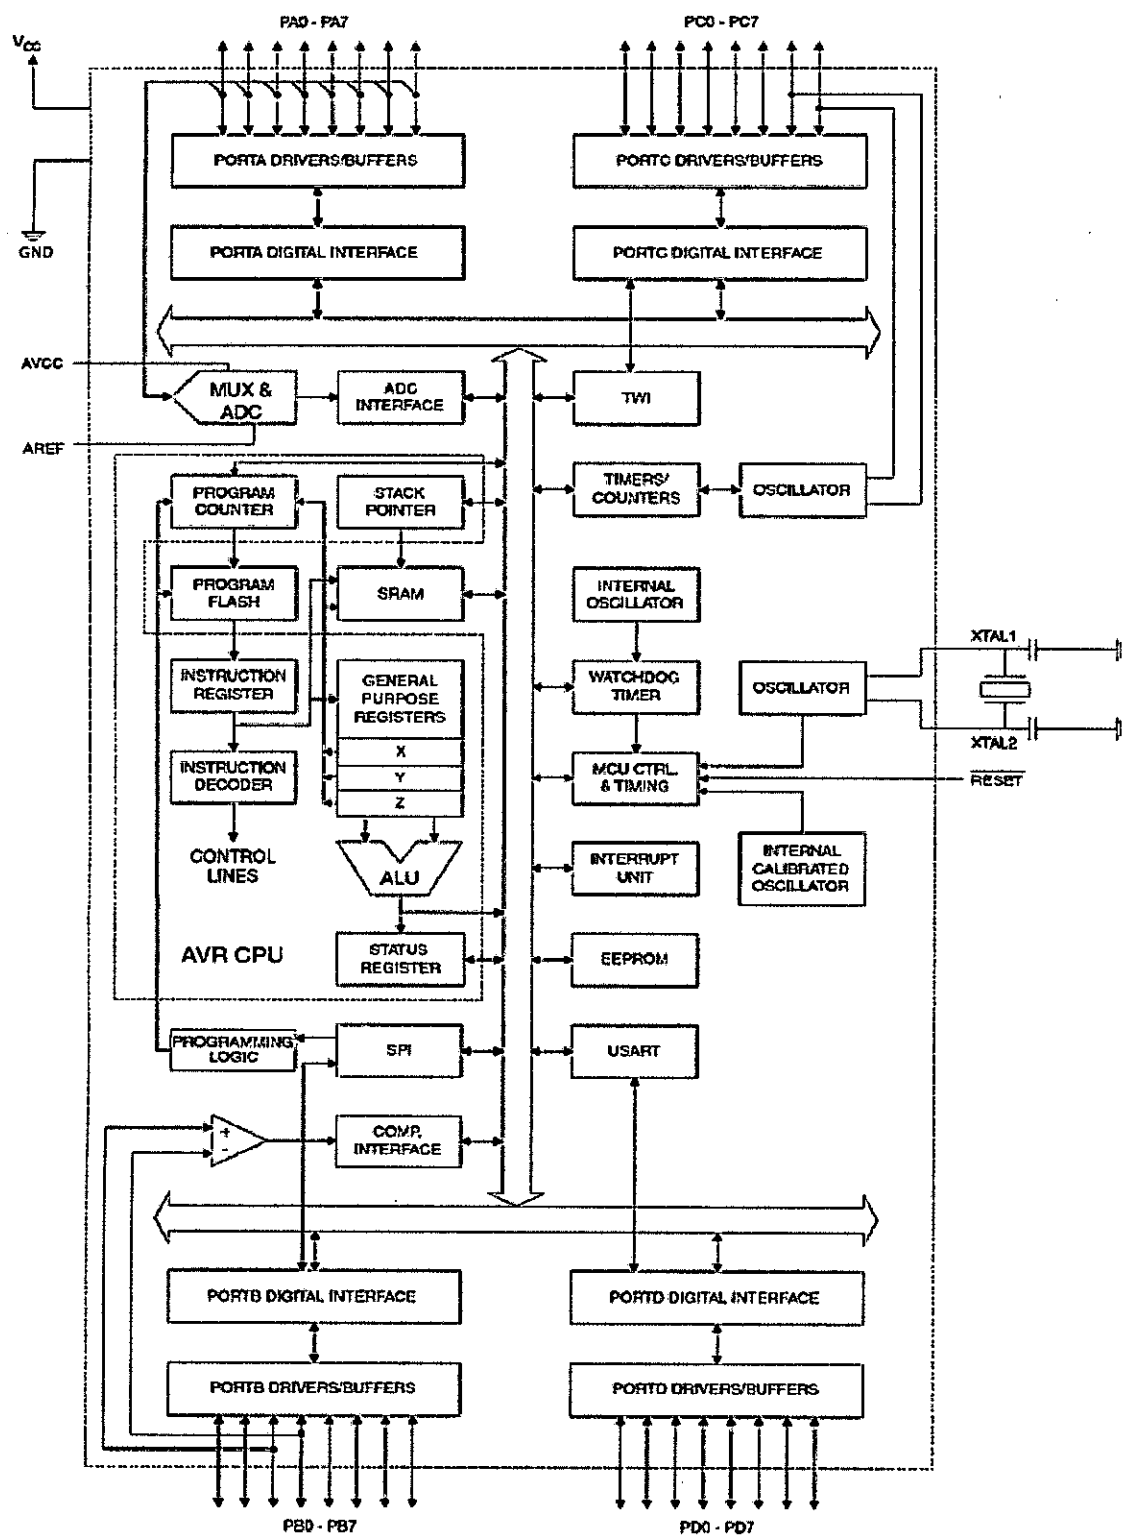 PA0 - PA7
PC0 - PC7
VCC
PORTA DRIVERS/BUFFERS
PORTC DRIVERS/BUFFERS
GND
PORTA DIGITAL INTERFACE
PORTC DIGITAL INTERFACE
AVCC
MUX &
ADC
ADC
INTERFACE
TWI
AREF
PROGRAM
COUNTER
STACK
POINTER
TIMERS/
COUNTERS
OSCILLATOR
PROGRAM
FLASH
SRAM
INTERNAL
OSCILLATOR
XTAL1
INSTRUCTION
REGISTER
GENERAL
PURPOSE
REGISTERS
WATCHDOG
TIMER
OSCILLATOR
XTAL2
X
INSTRUCTION
DECODER
Y
Z
MCU CTRL.
& TIMING
RESET
CONTROL
LINES
ALU
INTERRUPT
UNIT
INTERNAL
CALIBRATED
OSCILLATOR
AVR CPU
STATUS
REGISTER
EEPROM
PROGRAMMING
LOGIC
SPI
USART
+
-
COMP.
INTERFACE
PORTB DIGITAL INTERFACE
PORTD DIGITAL INTERFACE
PORTB DRIVERS/BUFFERS
PORTD DRIVERS/BUFFERS
PB0 - PB7
PD0 - PD7